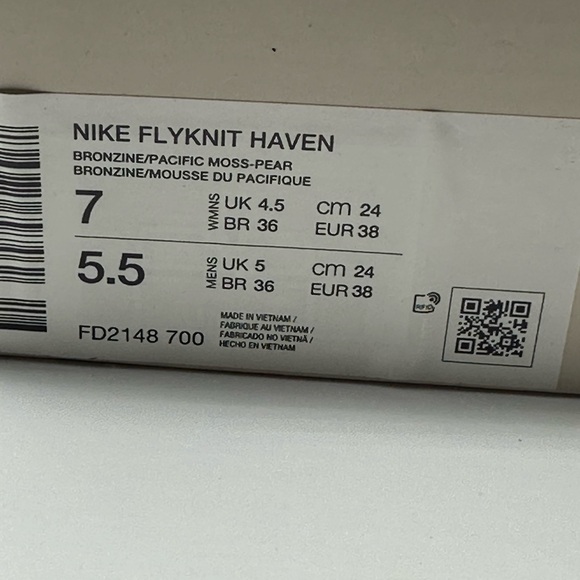 NIKE FLYKNIT HAVEN
BRONZINE/PACIFIC MOSS-PEAR
BRONZINE/MOUSSE DU PACIFIQUE
7 WMNS UK 4.5 cm 24
BR 36 EUR 38
5.5 MENS UK 5 cm 24
BR 36 EUR 38
FD2148 700
MADE IN VIETNAM /
FABRIQUE AU VIETNAM /
FABRICADO NO VIETNÃ /
HECHO EN VIETNAM
RFID